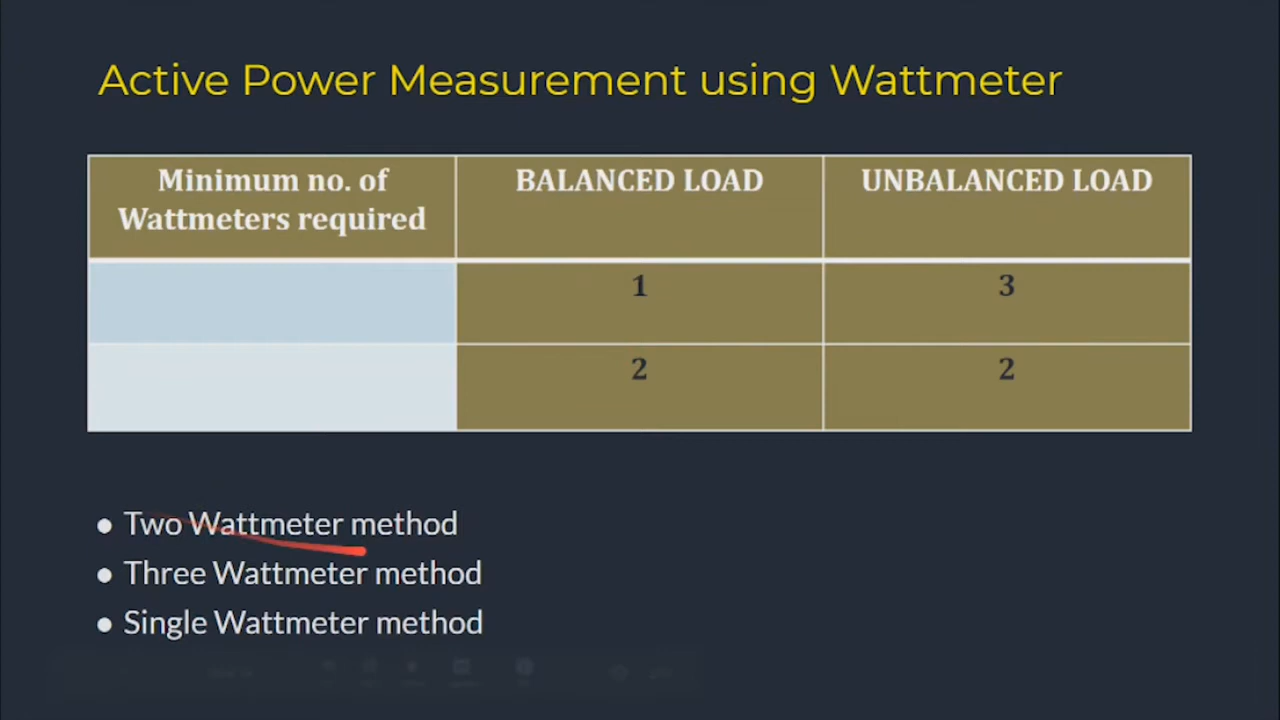 Active Power Measurement using Wattmeter
Minimum no. of
Wattmeters required
BALANCED LOAD
UNBALANCED LOAD
1
3
2
2
● Two Wattmeter method
● Three Wattmeter method
● Single Wattmeter method